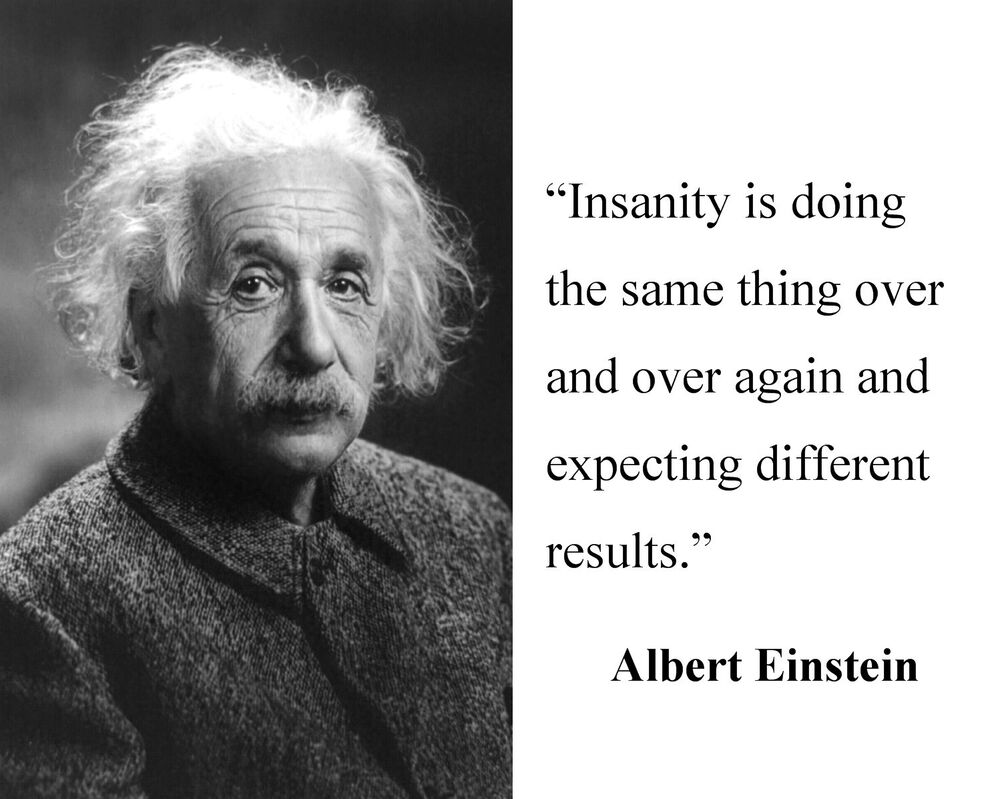 “Insanity is doing
the same thing over
and over again and
expecting different
results.”
Albert Einstein